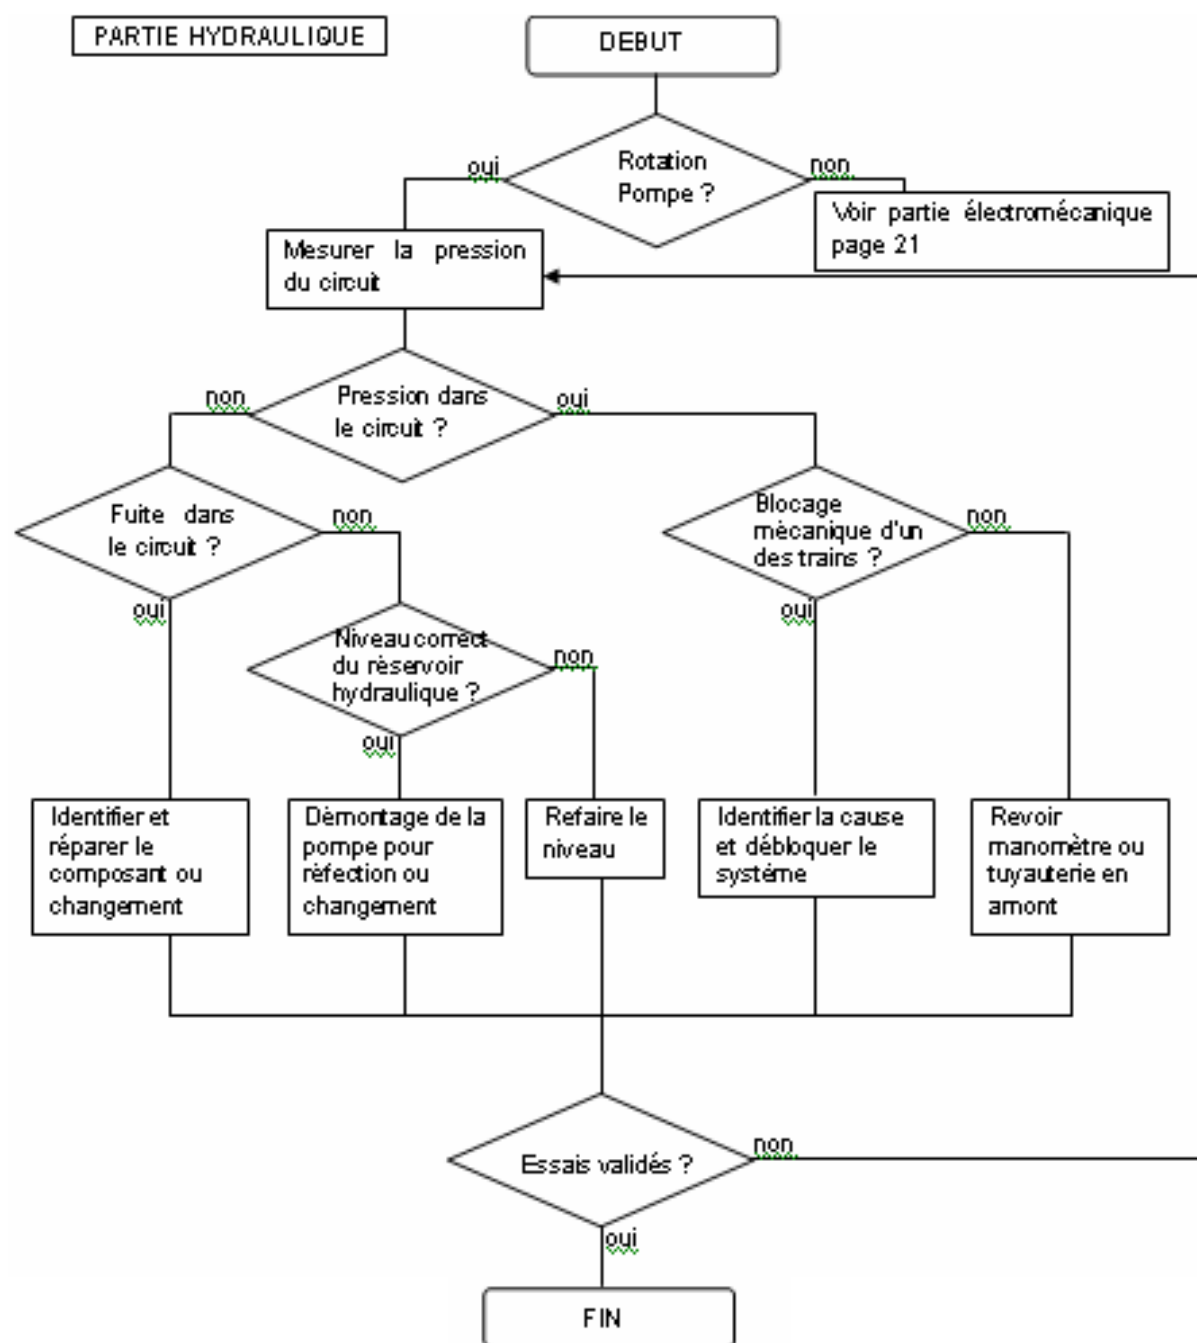 PARTIE HYDRAULIQUE
DEBUT
oui
Rotation
Pompe ?
non
Voir partie électromécanique
page 21
Mesurer la pression
du circuit
non
Pression dans
le circuit ?
oui
Fuite dans
le circuit ?
non
oui
Blocage
mécanique d'un
des trains ?
non
oui
Niveau correct
du réservoir
hydraulique ?
non
oui
Identifier et
réparer le
composant ou
changement
Démontage de la
pompe pour
réfection ou
changement
Refaire le
niveau
Identifier la cause
et débloquer le
système
Revoir
manomètre ou
tuyauterie en
amont
Essais validés ?
non
oui
FIN